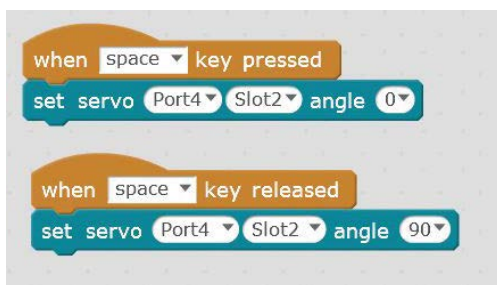 when space key pressed
set servo Port4 Slot2 angle 0
when space key released
set servo Port4 Slot2 angle 90